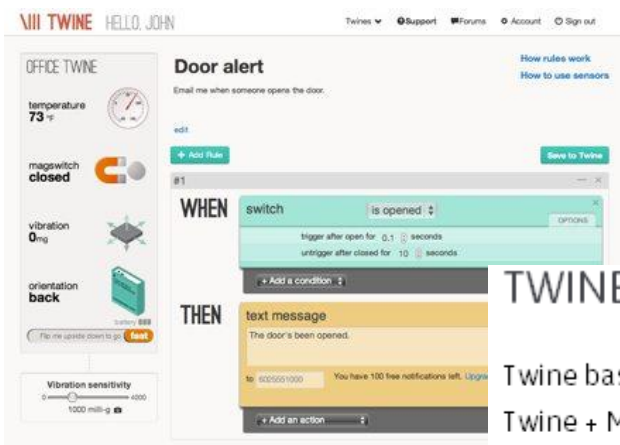 TWINE HELLO, JOHN
Twines Support Forums Account Sign out
OFFICE TWINE
temperature
73 °F
magswitch
closed
vibration
0mg
orientation
back
battery
Flip me upside down to go fast
Vibration sensitivity
0 4000
1000 milli-g
Door alert
Email me when someone opens the door.
edit
How rules work
How to use sensors
+ Add Rule
Save to Twine
#1
WHEN
switch is opened
OPTIONS
trigger after open for 0.1 seconds
untrigger after closed for 10 seconds
+ Add a condition
THEN
text message
The door's been opened.
to 6025551000 You have 100 free notifications left.
+ Add an action
TWINE
Twine
Twine +